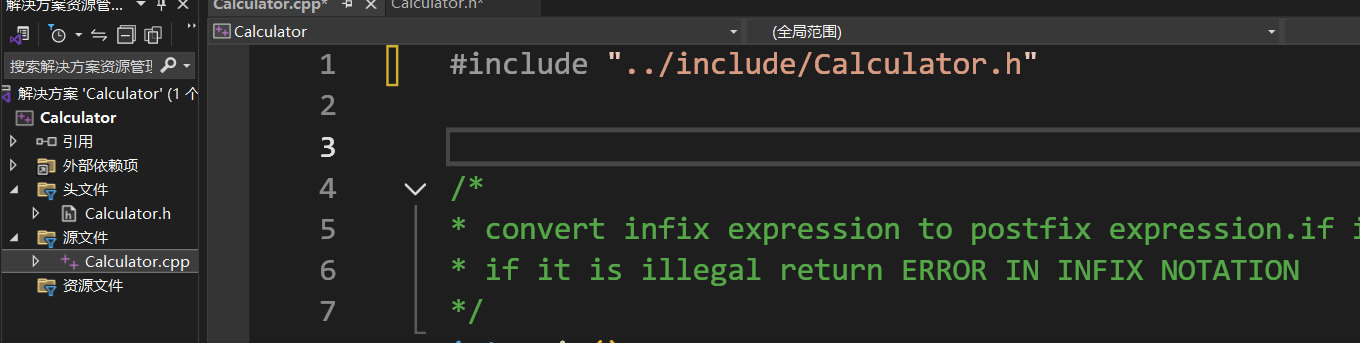 解决方案资源管...
Calculator.cpp*
Calculator.h*
搜索解决方案资源管理
解决方案 'Calculator' (1 个
Calculator
引用
外部依赖项
头文件
Calculator.h
源文件
Calculator.cpp
资源文件
Calculator
(全局范围)
1 #include "../include/Calculator.h"
2
3
4 /*
5 * convert infix expression to postfix expression.if i
6 * if it is illegal return ERROR IN INFIX NOTATION
7 */